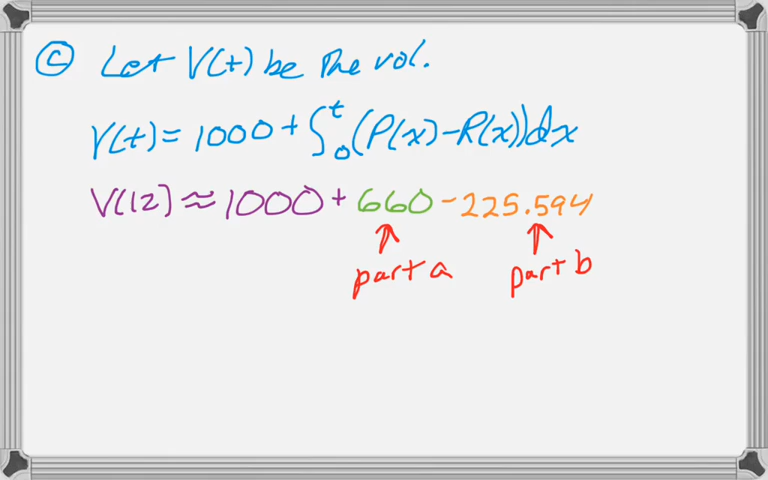 Ⓒ Let V(t) be the vol.
V(t) = 1000 + ∫₀ᵗ (P(x) - R(x)) dx
V(12) ≈ 1000 + 660 - 225.594
part a part b